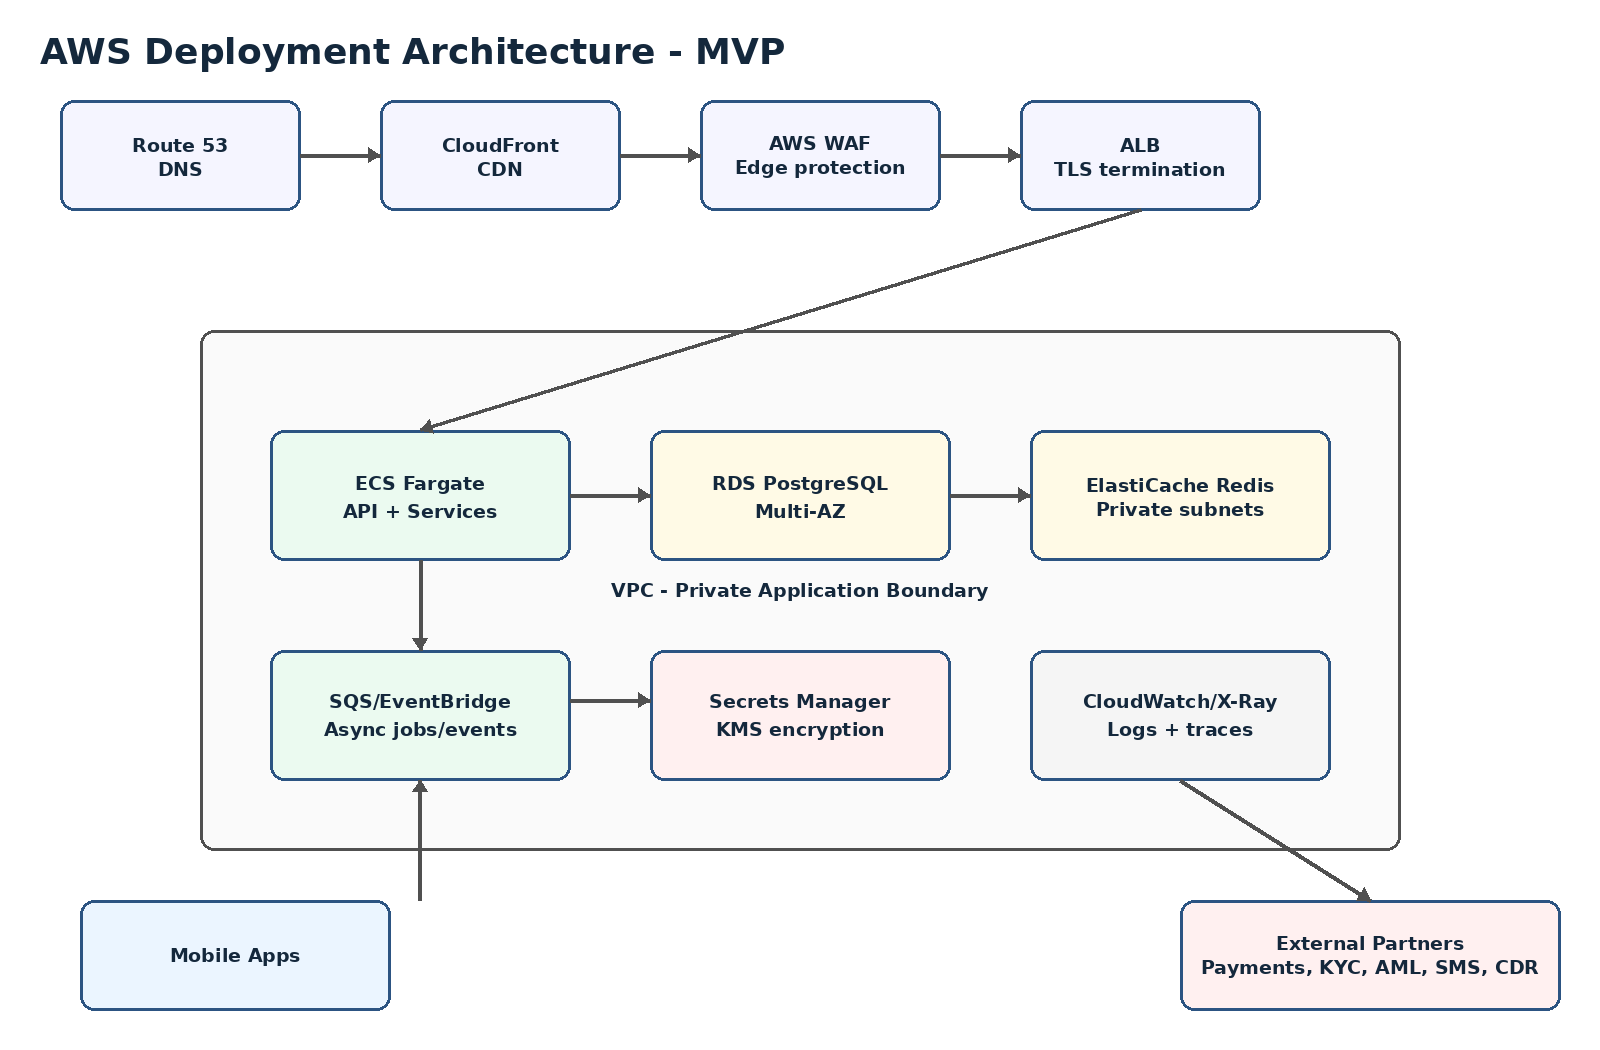 AWS Deployment Architecture - MVP
Route 53
DNS
CloudFront
CDN
AWS WAF
Edge protection
ALB
TLS termination
ECS Fargate
API + Services
RDS PostgreSQL
Multi-AZ
ElastiCache Redis
Private subnets
VPC - Private Application Boundary
SQS/EventBridge
Async jobs/events
Secrets Manager
KMS encryption
CloudWatch/X-Ray
Logs + traces
Mobile Apps
External Partners
Payments, KYC, AML, SMS, CDR